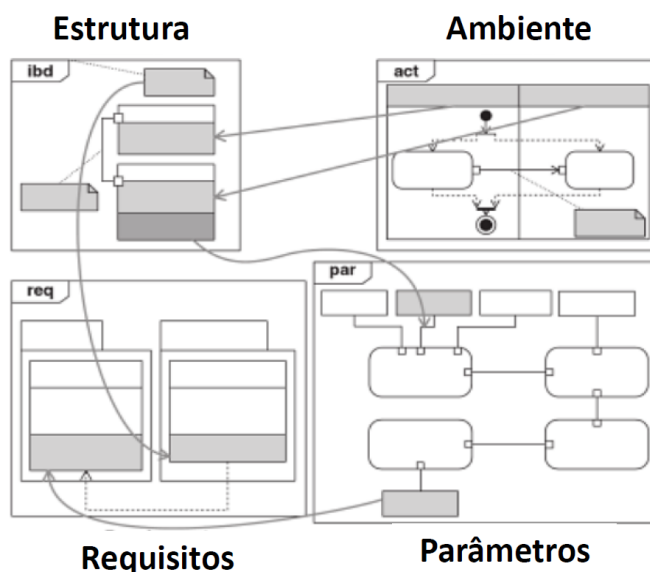 Estrutura
Ambiente
ibd
act
req
par
Requisitos
Parâmetros